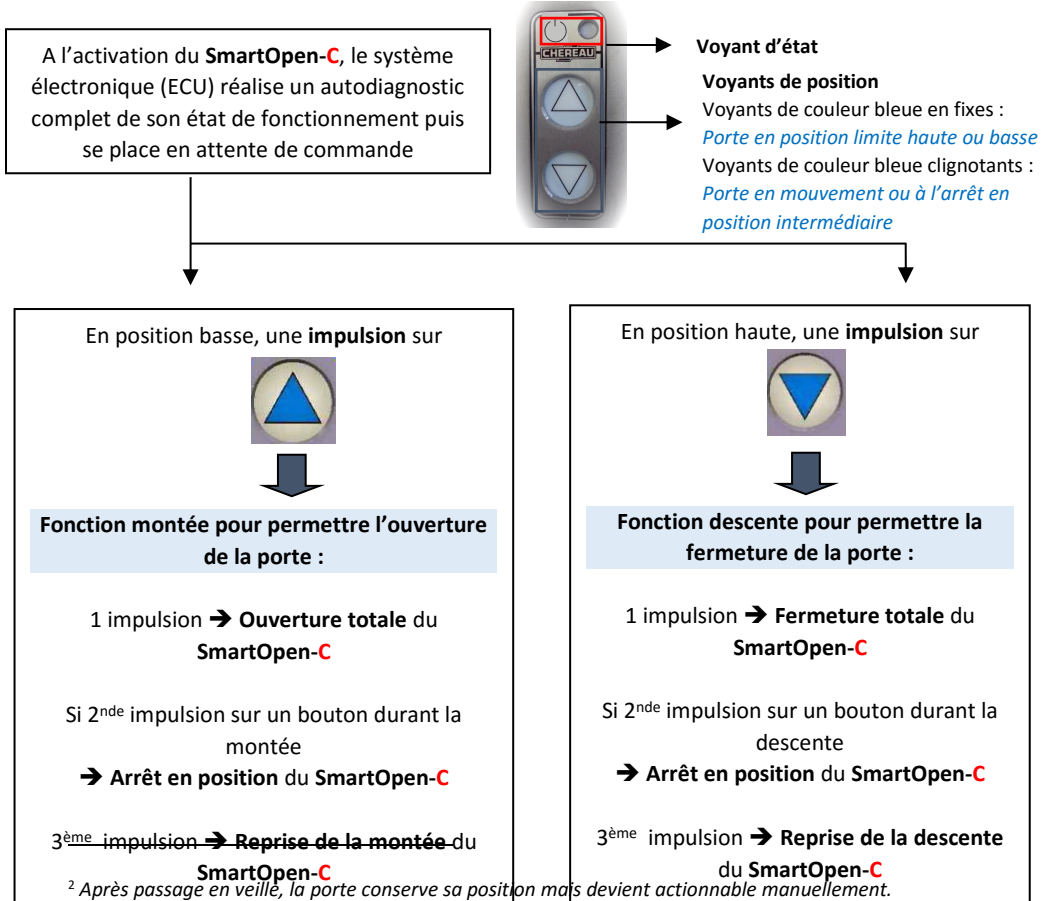 A l’activation du SmartOpen-C, le système
électronique (ECU) réalise un autodiagnostic
complet de son état de fonctionnement puis
se place en attente de commande
CHEREAU
Voyant d’état
Voyants de position
Voyants de couleur bleue en fixes :
Porte en position limite haute ou basse
Voyants de couleur bleue clignotants :
Porte en mouvement ou à l’arrêt en
position intermédiaire
En position basse, une impulsion sur
Fonction montée pour permettre l’ouverture
de la porte :
1 impulsion ➔ Ouverture totale du
SmartOpen-C
Si 2nde impulsion sur un bouton durant la
montée
➔ Arrêt en position du SmartOpen-C
3ème impulsion ➔ Reprise de la montée du
SmartOpen-C
En position haute, une impulsion sur
Fonction descente pour permettre la
fermeture de la porte :
1 impulsion ➔ Fermeture totale du
SmartOpen-C
Si 2nde impulsion sur un bouton durant la
descente
➔ Arrêt en position du SmartOpen-C
3ème impulsion ➔ Reprise de la descente
du SmartOpen-C
2 Après passage en veille, la porte conserve sa position mais devient actionnable manuellement.